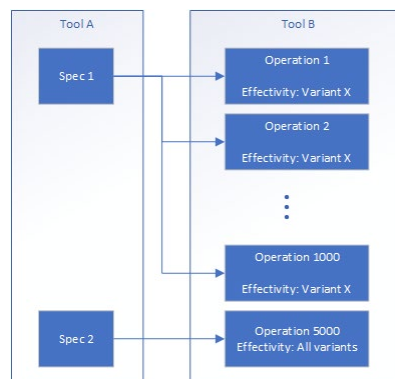 Tool A
Tool B
Spec 1
Operation 1
Effectivity: Variant X
Operation 2
Effectivity: Variant X
Operation 1000
Effectivity: Variant X
Spec 2
Operation 5000
Effectivity: All variants